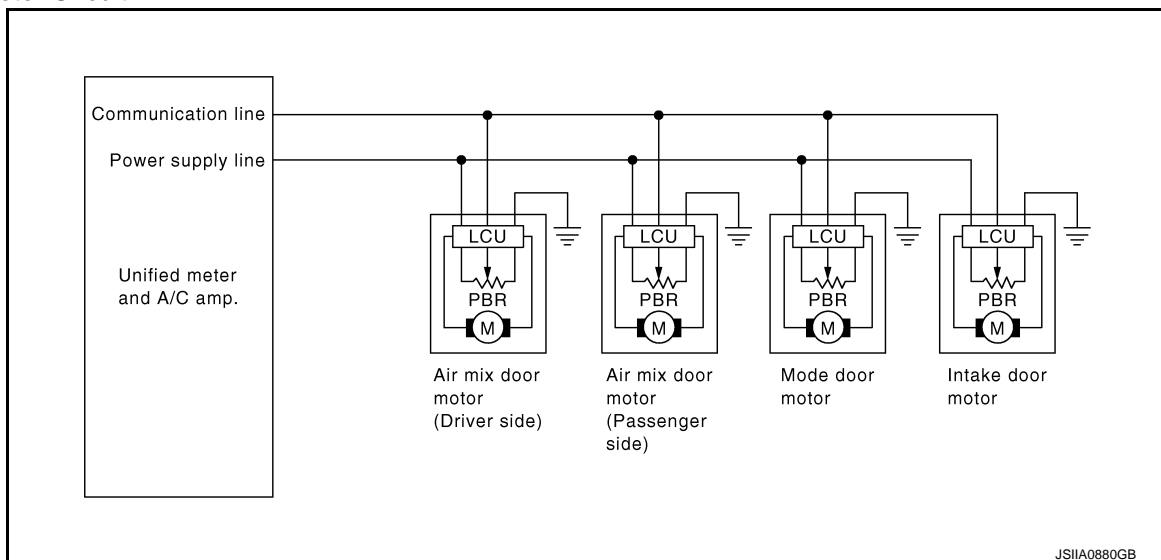 Communication line
Power supply line
Unified meter
and A/C amp.
LCU
PBR
M
LCU
PBR
M
LCU
PBR
M
LCU
PBR
M
Air mix door
motor
(Driver side)
Air mix door
motor
(Passenger
side)
Mode door
motor
Intake door
motor
JSIIA0880GB